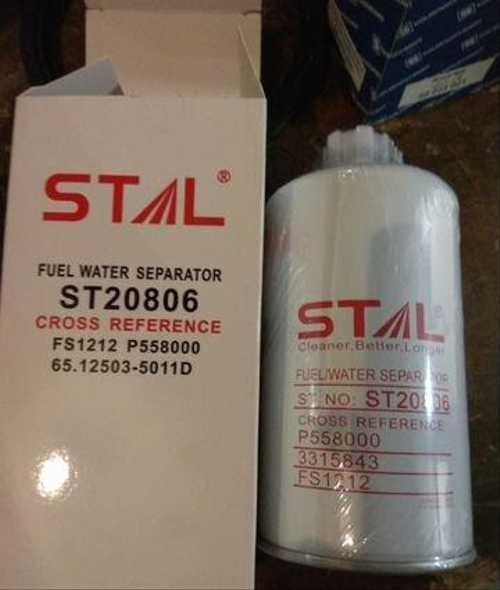 STAL®
FUEL WATER SEPARATOR
ST20806
CROSS REFERENCE
FS1212 P558000
65.12503-5011D
STAL
Cleaner,Better,Longer
FUEL/WATER SEPARATOR
ST NO: ST20806
CROSS REFERENCE
P558000
3315843
FS1212